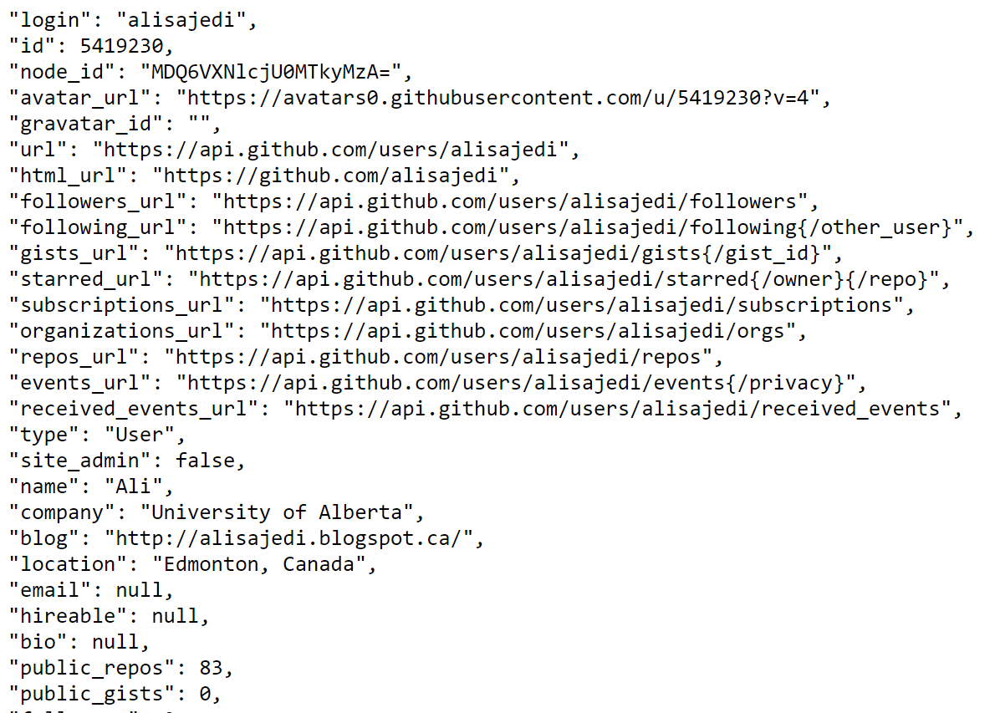 "login": "alisajedi",
"id": 5419230,
"node_id": "MDQ6VXNlcjU0MTkyMzA=",
"avatar_url": "https://avatars0.githubusercontent.com/u/5419230?v=4",
"gravatar_id": "",
"url": "https://api.github.com/users/alisajedi",
"html_url": "https://github.com/alisajedi",
"followers_url": "https://api.github.com/users/alisajedi/followers",
"following_url": "https://api.github.com/users/alisajedi/following{/other_user}",
"gists_url": "https://api.github.com/users/alisajedi/gists{/gist_id}",
"starred_url": "https://api.github.com/users/alisajedi/starred{/owner}{/repo}",
"subscriptions_url": "https://api.github.com/users/alisajedi/subscriptions",
"organizations_url": "https://api.github.com/users/alisajedi/orgs",
"repos_url": "https://api.github.com/users/alisajedi/repos",
"events_url": "https://api.github.com/users/alisajedi/events{/privacy}",
"received_events_url": "https://api.github.com/users/alisajedi/received_events",
"type": "User",
"site_admin": false,
"name": "Ali",
"company": "University of Alberta",
"blog": "http://alisajedi.blogspot.ca/",
"location": "Edmonton, Canada",
"email": null,
"hireable": null,
"bio": null,
"public_repos": 83,
"public_gists": 0,